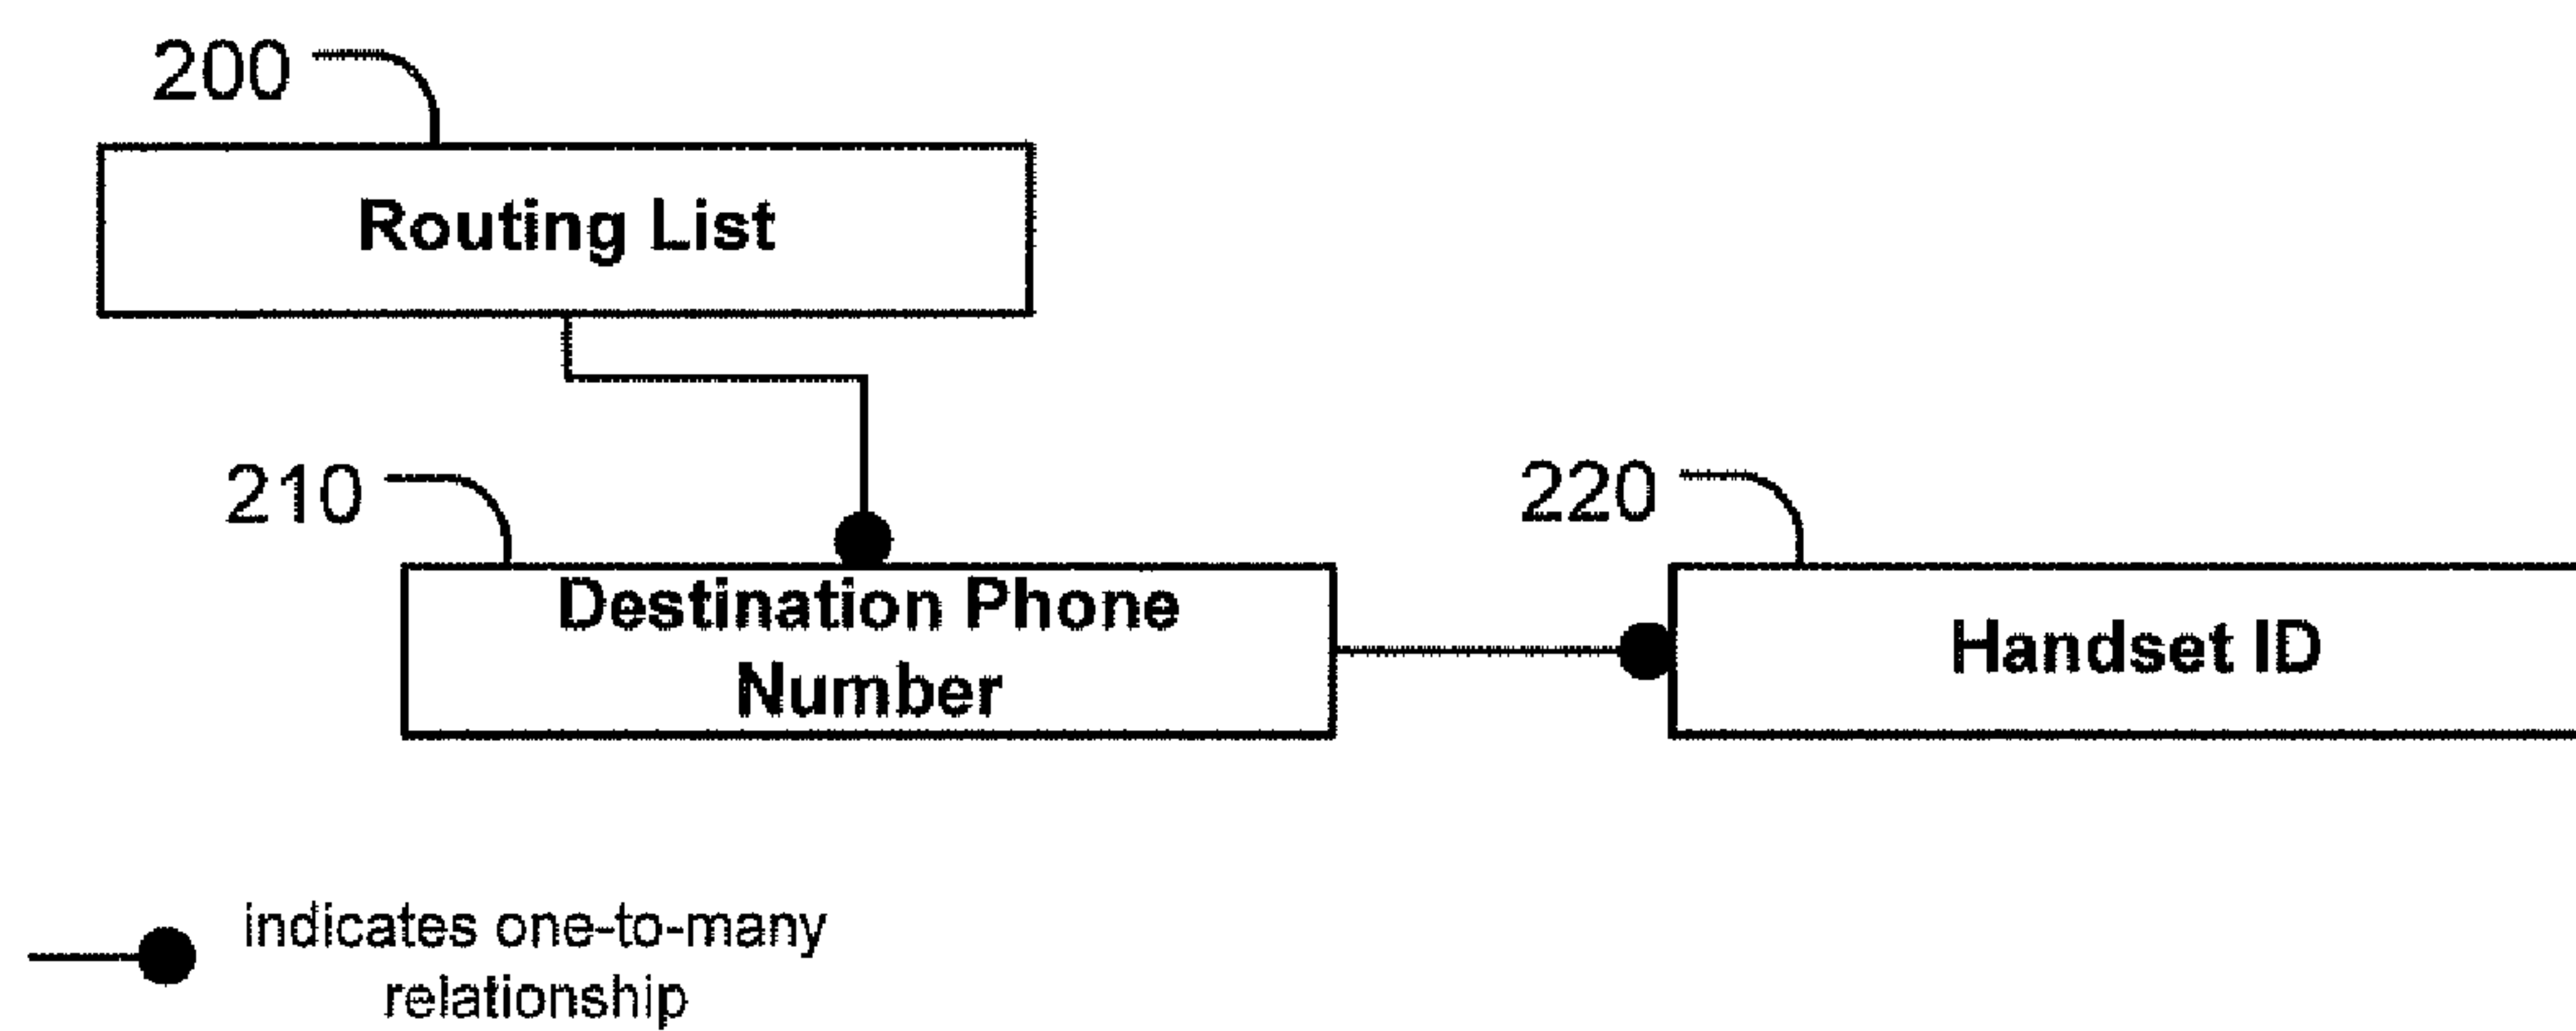 200
Routing List
210
220
Destination Phone
Number
Handset ID
indicates one-to-many
relationship